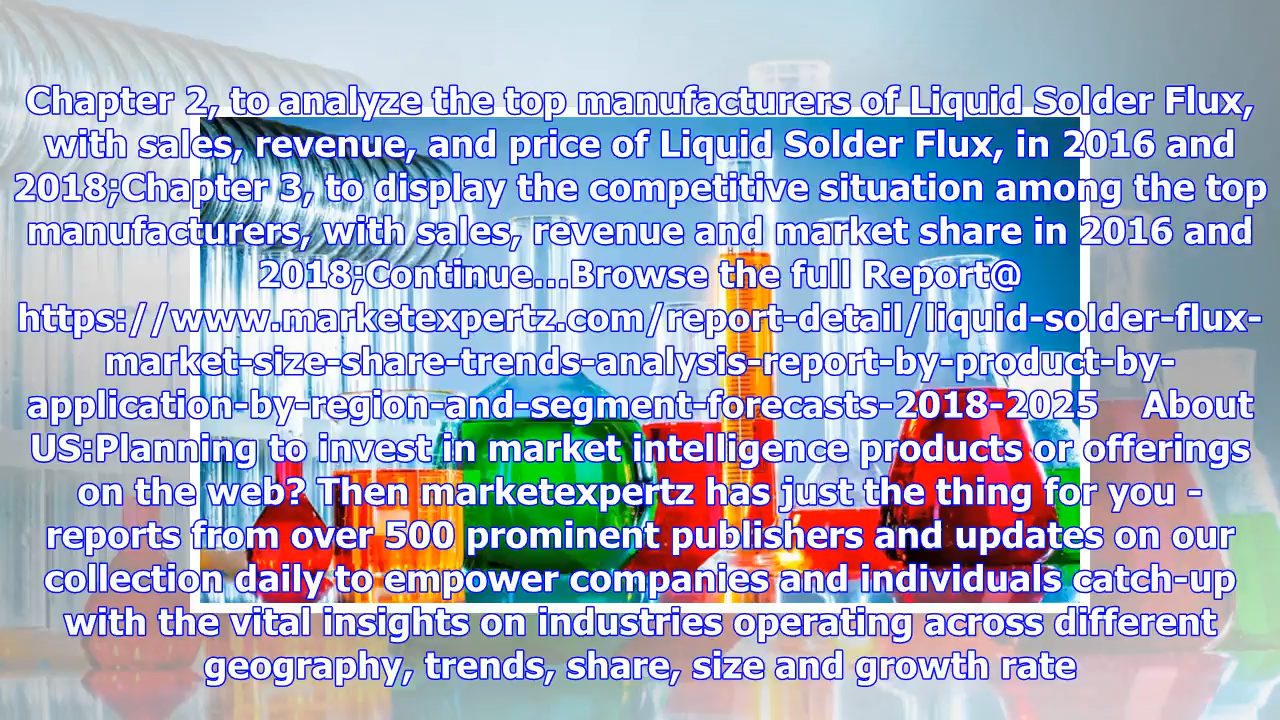 Chapter 2, to analyze the top manufacturers of Liquid Solder Flux,
with sales, revenue, and price of Liquid Solder Flux, in 2016 and
2018;Chapter 3, to display the competitive situation among the top
manufacturers, with sales, revenue and market share in 2016 and
2018;Continue...Browse the full Report@
https://www.marketexpertz.com/report-detail/liquid-solder-flux-
market-size-share-trends-analysis-report-by-product-by-
application-by-region-and-segment-forecasts-2018-2025    About
US:Planning to invest in market intelligence products or offerings
on the web? Then marketexpertz has just the thing for you -
reports from over 500 prominent publishers and updates on our
collection daily to empower companies and individuals catch-up
with the vital insights on industries operating across different
geography, trends, share, size and growth rate